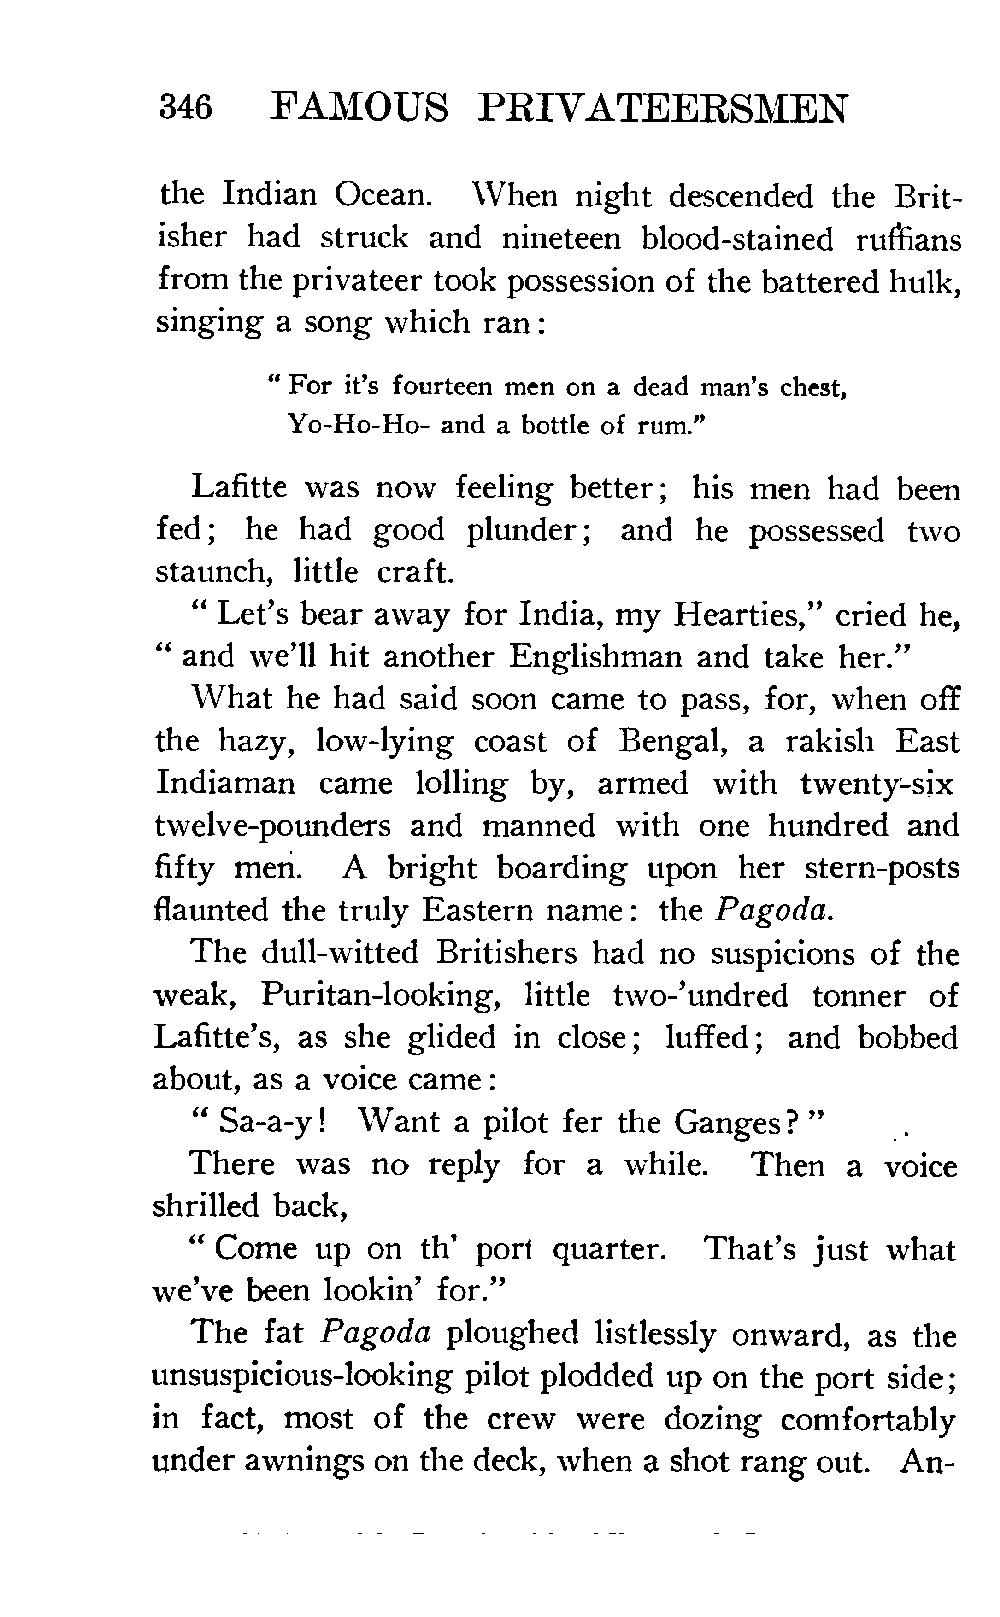 346 FAMOUS PRIVATEERSMEN
the Indian Ocean. When night descended the Brit-
isher had struck and nineteen blood-stained ruffians
from the privateer took possession of the battered hulk,
singing a song which ran:
“For it’s fourteen men on a dead man’s chest,
Yo-Ho-Ho- and a bottle of rum.”
Lafitte was now feeling better; his men had been
fed; he had good plunder; and he possessed two
staunch, little craft.
“Let’s bear away for India, my Hearties,” cried he,
“and we’ll hit another Englishman and take her.”
What he had said soon came to pass, for, when off
the hazy, low-lying coast of Bengal, a rakish East
Indiaman came lolling by, armed with twenty-six
twelve-pounders and manned with one hundred and
fifty men. A bright boarding upon her stern-posts
flaunted the truly Eastern name: the Pagoda.
The dull-witted Britishers had no suspicions of the
weak, Puritan-looking, little two-’undred tonner of
Lafitte’s, as she glided in close; luffed; and bobbed
about, as a voice came:
“Sa-a-y! Want a pilot fer the Ganges?”
There was no reply for a while. Then a voice
shrilled back,
“Come up on th’ port quarter. That’s just what
we’ve been lookin’ for.”
The fat Pagoda ploughed listlessly onward, as the
unsuspicious-looking pilot plodded up on the port side;
in fact, most of the crew were dozing comfortably
under awnings on the deck, when a shot rang out. An-